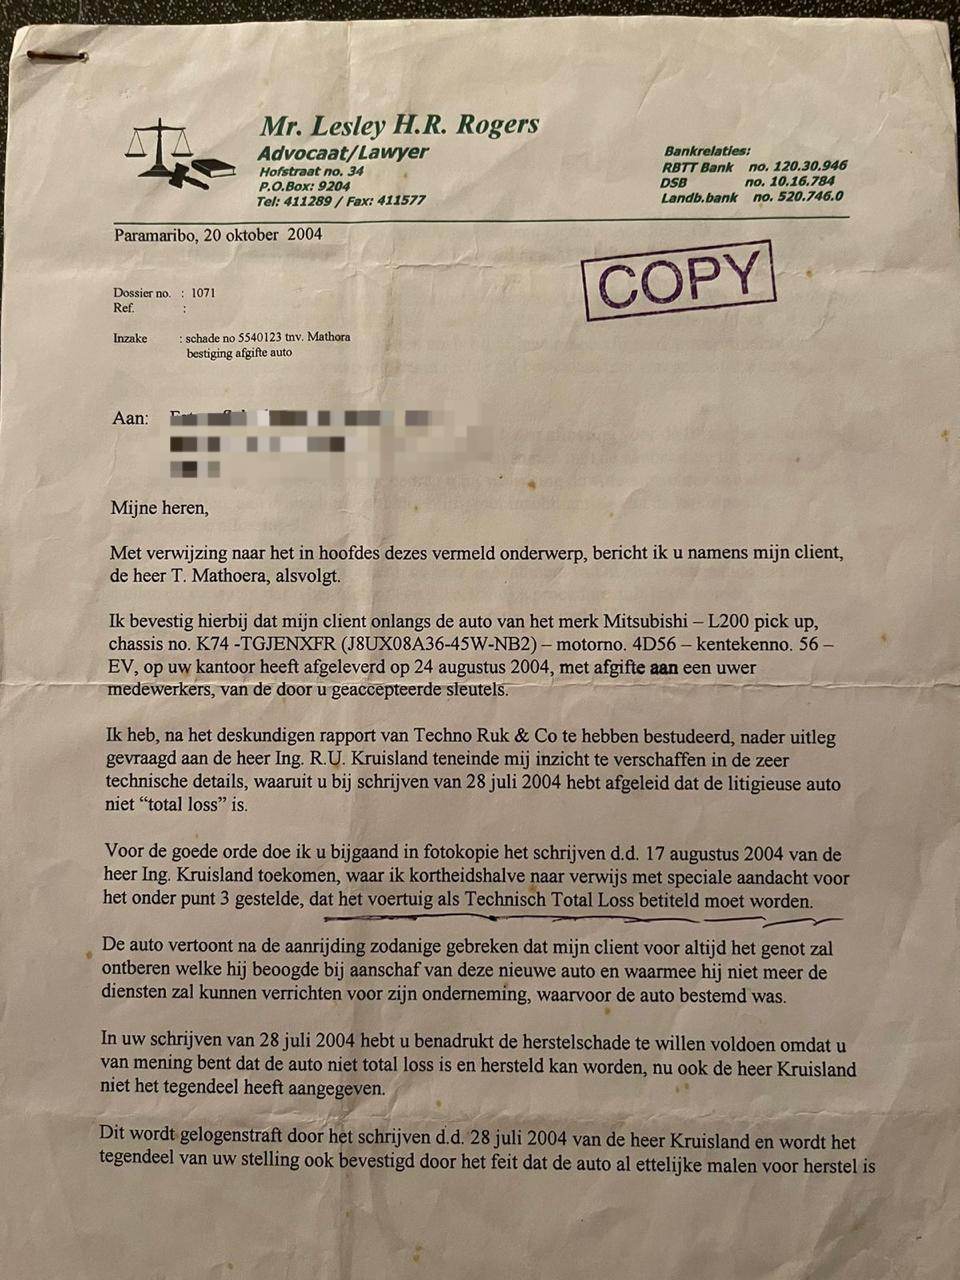 Mr. Lesley H.R. Rogers
Advocaat/Lawyer
Hofstraat no. 34
P.O.Box: 9204
Tel: 411289 / Fax: 411577
Bankrelaties:
RBTT Bank no. 120.30.946
DSB no. 10.16.784
Landb.bank no. 520.746.0
Paramaribo, 20 oktober 2004
COPY
Dossier no. : 1071
Ref. :
Inzake : schade no 5540123 tnv. Mathora
bestiging afgifte auto
Aan:
Mijne heren,
Met verwijzing naar het in hoofdes dezes vermeld onderwerp, bericht ik u namens mijn client,
de heer T. Mathoera, alsvolgt.
Ik bevestig hierbij dat mijn client onlangs de auto van het merk Mitsubishi – L200 pick up,
chassis no. K74 -TGJENXFR (J8UX08A36-45W-NB2) – motorno. 4D56 – kentekenno. 56 –
EV, op uw kantoor heeft afgeleverd op 24 augustus 2004, met afgifte aan een uwer
medewerkers, van de door u geaccepteerde sleutels.
Ik heb, na het deskundigen rapport van Techno Ruk & Co te hebben bestudeerd, nader uitleg
gevraagd aan de heer Ing. R.U. Kruisland teneinde mij inzicht te verschaffen in de zeer
technische details, waaruit u bij schrijven van 28 juli 2004 hebt afgeleid dat de litigieuse auto
niet “total loss” is.
Voor de goede orde doe ik u bijgaand in fotokopie het schrijven d.d. 17 augustus 2004 van de
heer Ing. Kruisland toekomen, waar ik kortheidshalve naar verwijs met speciale aandacht voor
het onder punt 3 gestelde, dat het voertuig als Technisch Total Loss betiteld moet worden.
De auto vertoont na de aanrijding zodanige gebreken dat mijn client voor altijd het genot zal
ontberen welke hij beoogde bij aanschaf van deze nieuwe auto en waarmee hij niet meer de
diensten zal kunnen verrichten voor zijn onderneming, waarvoor de auto bestemd was.
In uw schrijven van 28 juli 2004 hebt u benadrukt de herstelschade te willen voldoen omdat u
van mening bent dat de auto niet total loss is en hersteld kan worden, nu ook de heer Kruisland
niet het tegendeel heeft aangegeven.
Dit wordt gelogenstraft door het schrijven d.d. 28 juli 2004 van de heer Kruisland en wordt het
tegendeel van uw stelling ook bevestigd door het feit dat de auto al ettelijke malen voor herstel is